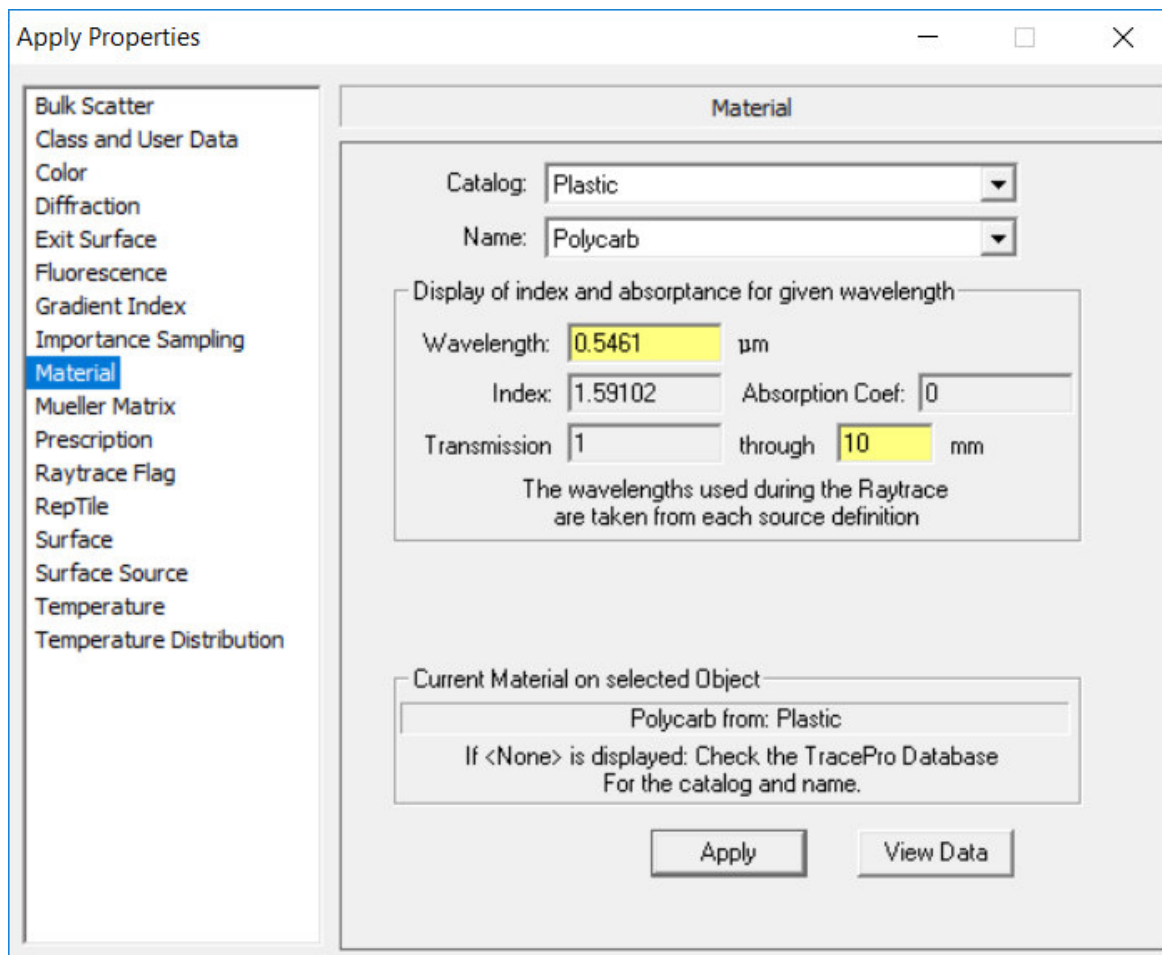 Apply Properties
Bulk Scatter
Class and User Data
Color
Diffraction
Exit Surface
Fluorescence
Gradient Index
Importance Sampling
Material
Mueller Matrix
Prescription
Raytrace Flag
RepTile
Surface
Surface Source
Temperature
Temperature Distribution
Material
Catalog: Plastic
Name: Polycarb
Display of index and absorptance for given wavelength
Wavelength: 0.5461 µm
Index: 1.59102 Absorption Coef: 0
Transmission 1 through 10 mm
The wavelengths used during the Raytrace
are taken from each source definition
Current Material on selected Object
Polycarb from: Plastic
If <None> is displayed: Check the TracePro Database
For the catalog and name.
Apply View Data